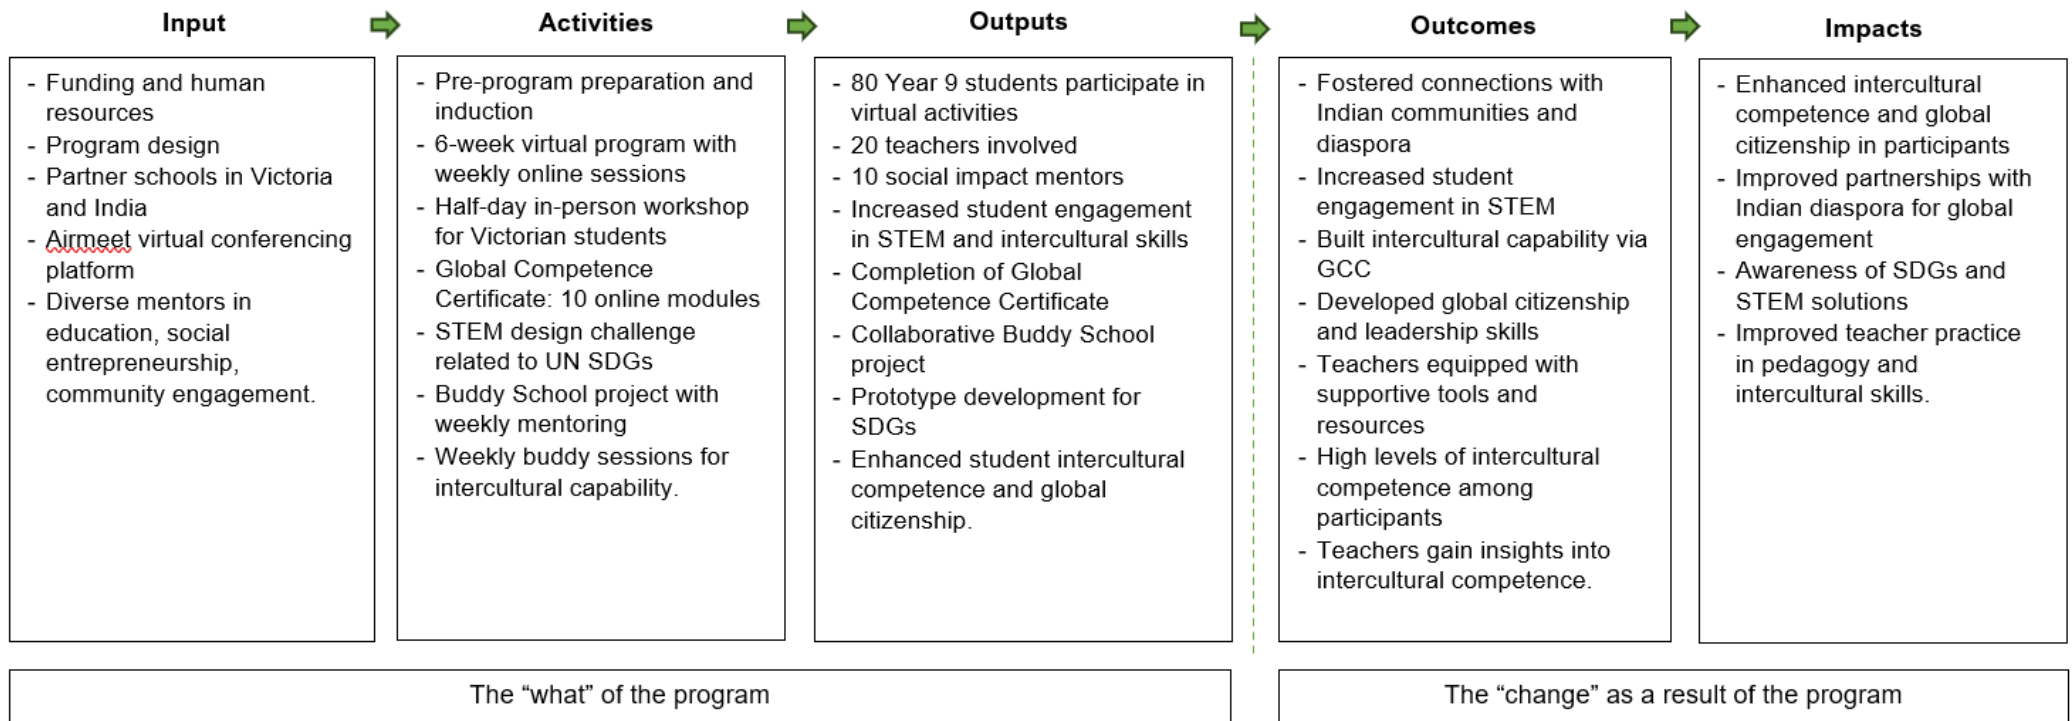 Input
Activities
Outputs
Outcomes
Impacts
- Funding and human
resources
- Program design
- Partner schools in Victoria
and India
- Airmeet virtual conferencing
platform
- Diverse mentors in
education, social
entrepreneurship,
community engagement.
- Pre-program preparation and
induction
- 6-week virtual program with
weekly online sessions
- Half-day in-person workshop
for Victorian students
- Global Competence
Certificate: 10 online modules
- STEM design challenge
related to UN SDGs
- Buddy School project with
weekly mentoring
- Weekly buddy sessions for
intercultural capability.
- 80 Year 9 students participate in
virtual activities
- 20 teachers involved
- 10 social impact mentors
- Increased student engagement
in STEM and intercultural skills
- Completion of Global
Competence Certificate
- Collaborative Buddy School
project
- Prototype development for
SDGs
- Enhanced student intercultural
competence and global
citizenship.
- Fostered connections with
Indian communities and
diaspora
- Increased student
engagement in STEM
- Built intercultural capability via
GCC
- Developed global citizenship
and leadership skills
- Teachers equipped with
supportive tools and
resources
- High levels of intercultural
competence among
participants
- Teachers gain insights into
intercultural competence.
- Enhanced intercultural
competence and global
citizenship in participants
- Improved partnerships with
Indian diaspora for global
engagement
- Awareness of SDGs and
STEM solutions
- Improved teacher practice
in pedagogy and
intercultural skills.
The “what” of the program
The “change” as a result of the program